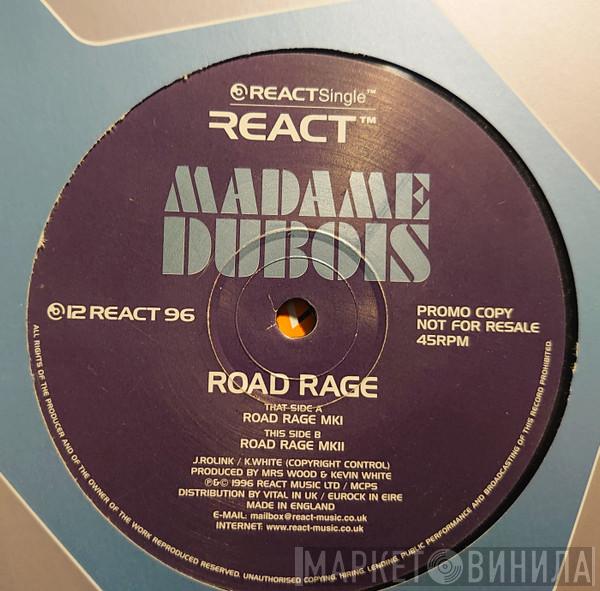 REACTSingle™
REACT™
MADAME
DUBOIS
12 REACT 96
PROMO COPY
NOT FOR RESALE
45RPM
ROAD RAGE
THAT SIDE A
ROAD RAGE MKI
THIS SIDE B
ROAD RAGE MKII
J.ROLINK / K.WHITE (COPYRIGHT CONTROL)
PRODUCED BY MRS WOOD & KEVIN WHITE
℗&© 1996 REACT MUSIC LTD / MCPS
DISTRIBUTION BY VITAL IN UK / EUROCK IN EIRE
MADE IN ENGLAND
E-MAIL: mailbox@react-music.co.uk
INTERNET: www.react-music.co.uk
ALL RIGHTS OF THE PRODUCER AND OF THE OWNER OF THE WORK REPRODUCED RESERVED. UNAUTHORISED COPYING, HIRING, LENDING, PUBLIC PERFORMANCE AND BROADCASTING OF THIS RECORD PROHIBITED.
МАРКЕТ ВИНИЛА